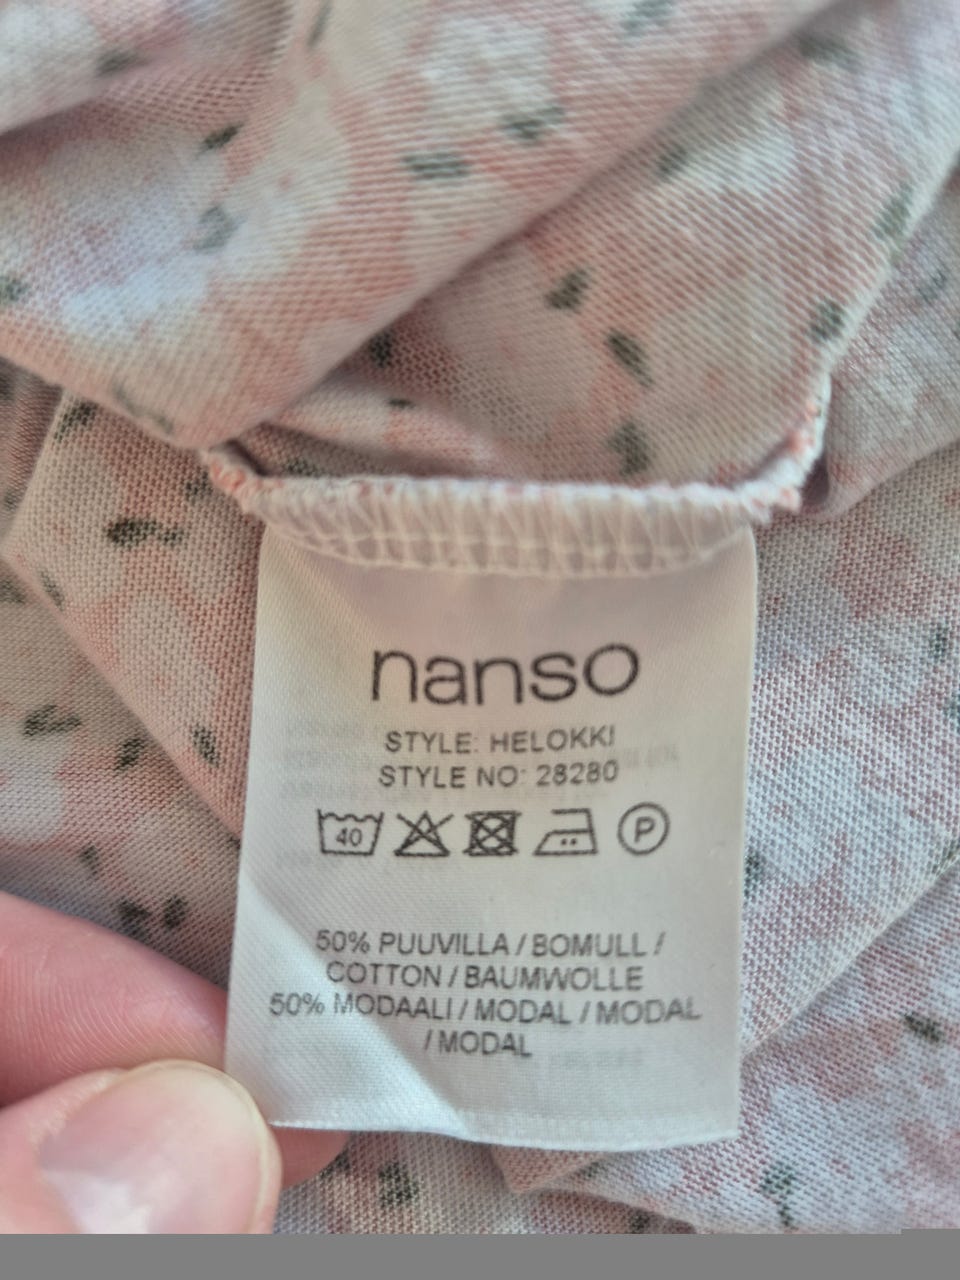 nanso
STYLE: HELOKKI
STYLE NO: 28280
40 P
50% PUUVILLA / BOMULL /
COTTON / BAUMWOLLE
50% MODAALI / MODAL / MODAL
/ MODAL